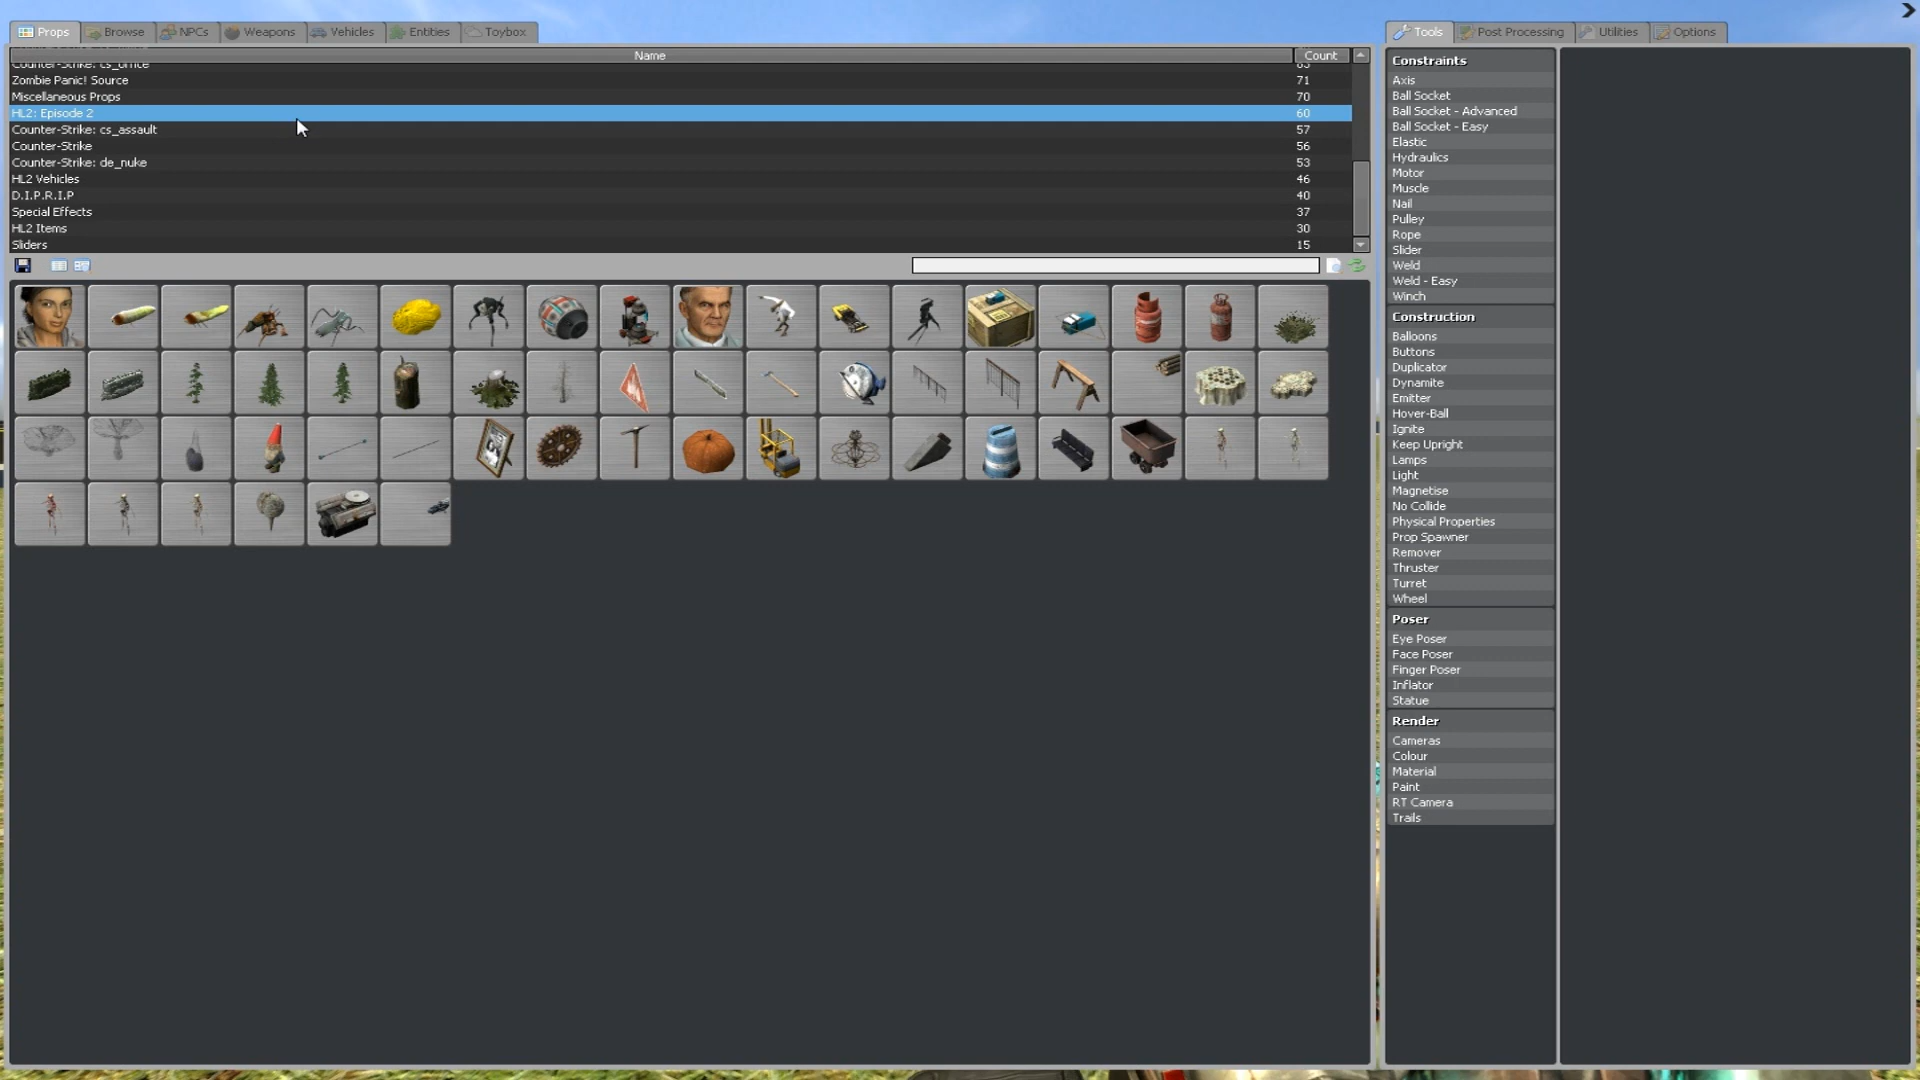 Props Browse NPCs Weapons Vehicles Entities Toybox
Name Count
Counter-Strike: cs_office 83
Zombie Panic! Source 71
Miscellaneous Props 70
HL2: Episode 2 60
Counter-Strike: cs_assault 57
Counter-Strike 56
Counter-Strike: de_nuke 53
HL2 Vehicles 46
D.I.P.R.I.P 40
Special Effects 37
HL2 Items 30
Sliders 15
Tools Post Processing Utilities Options
Constraints
Axis
Ball Socket
Ball Socket - Advanced
Ball Socket - Easy
Elastic
Hydraulics
Motor
Muscle
Nail
Pulley
Rope
Slider
Weld
Weld - Easy
Winch
Construction
Balloons
Buttons
Duplicator
Dynamite
Emitter
Hover-Ball
Ignite
Keep Upright
Lamps
Light
Magnetise
No Collide
Physical Properties
Prop Spawner
Remover
Thruster
Turret
Wheel
Poser
Eye Poser
Face Poser
Finger Poser
Inflator
Statue
Render
Cameras
Colour
Material
Paint
RT Camera
Trails